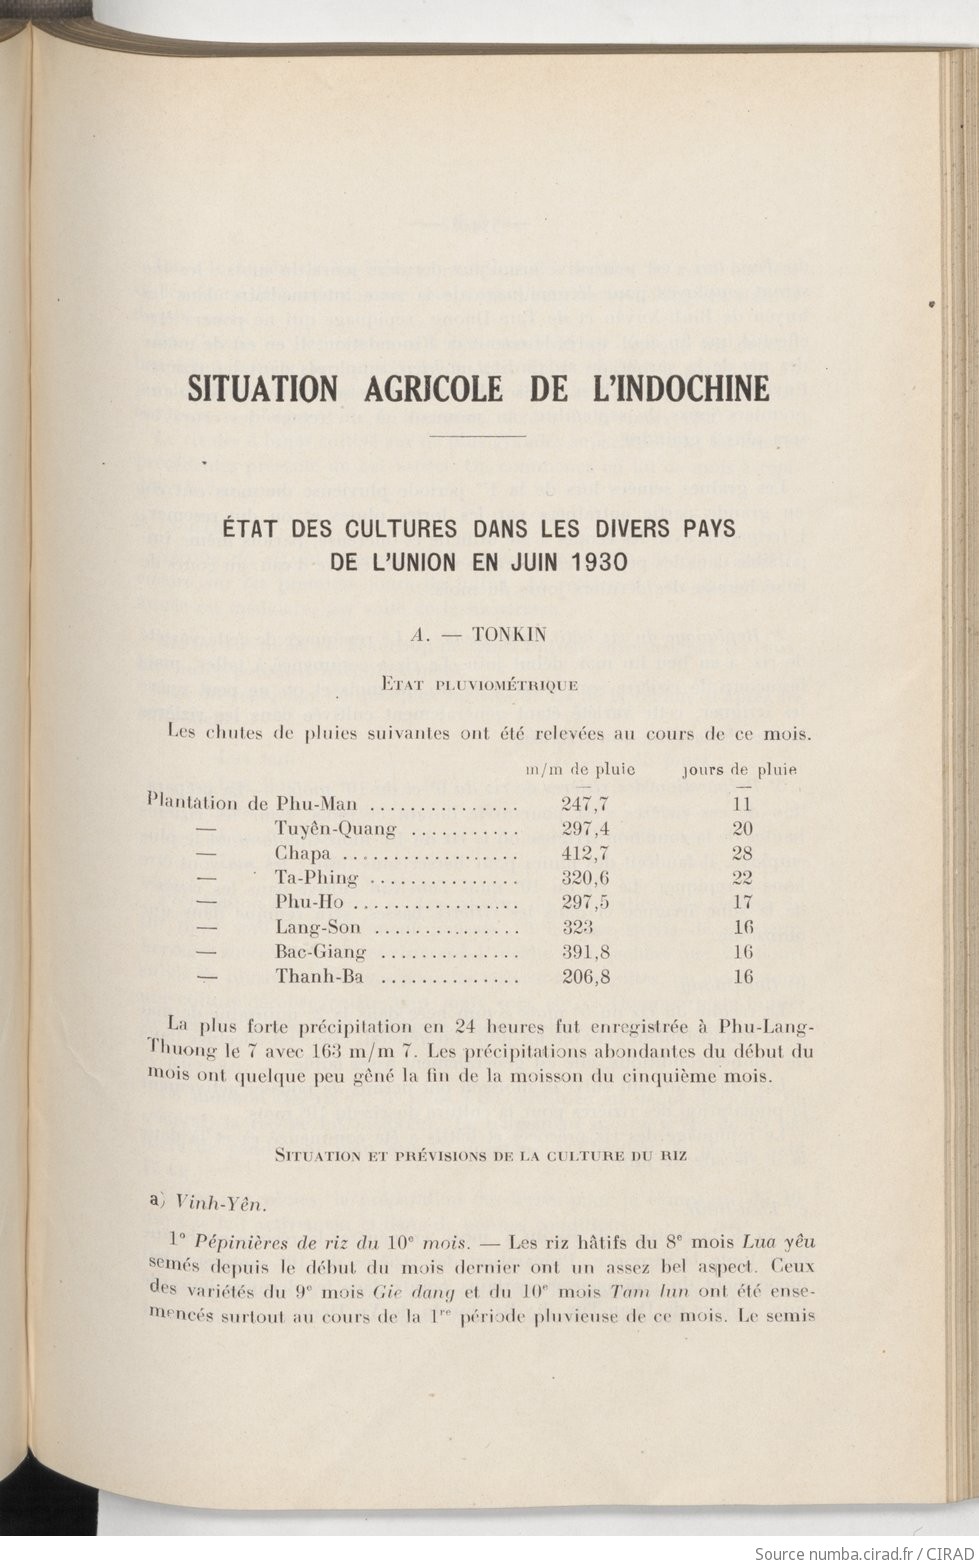 SITUATION AGRICOLE DE L'INDOCHINE
ÉTAT DES CULTURES DANS LES DIVERS PAYS
DE L'UNION EN JUIN 1930
A. — TONKIN
ETAT PLUVIOMÉTRIQUE
Les chutes de pluies suivantes ont été relevées au cours de ce mois.
m/m de pluie jours de pluie
Plantation de Phu-Man ............... 247,7 11
— Tuyên-Quang ........... 297,4 20
— Chapa .................. 412,7 28
— Ta-Phing ............... 320,6 22
— Phu-Ho ................. 297,5 17
— Lang-Son ............... 323 16
— Bac-Giang .............. 391,8 16
— Thanh-Ba .............. 206,8 16
La plus forte précipitation en 24 heures fut enregistrée à Phu-Lang-
Thuong le 7 avec 163 m/m 7. Les précipitations abondantes du début du
mois ont quelque peu gêné la fin de la moisson du cinquième mois.
SITUATION ET PRÉVISIONS DE LA CULTURE DU RIZ
a) Vinh-Yên.
1° Pépinières de riz du 10e mois. — Les riz hâtifs du 8e mois Lua yêu
semés depuis le début du mois dernier ont un assez bel aspect. Ceux
des variétés du 9e mois Gie dang et du 10e mois Tam lun ont été ense-
mencés surtout au cours de la 1re période pluvieuse de ce mois. Le semis
Source numba.cirad.fr / CIRAD